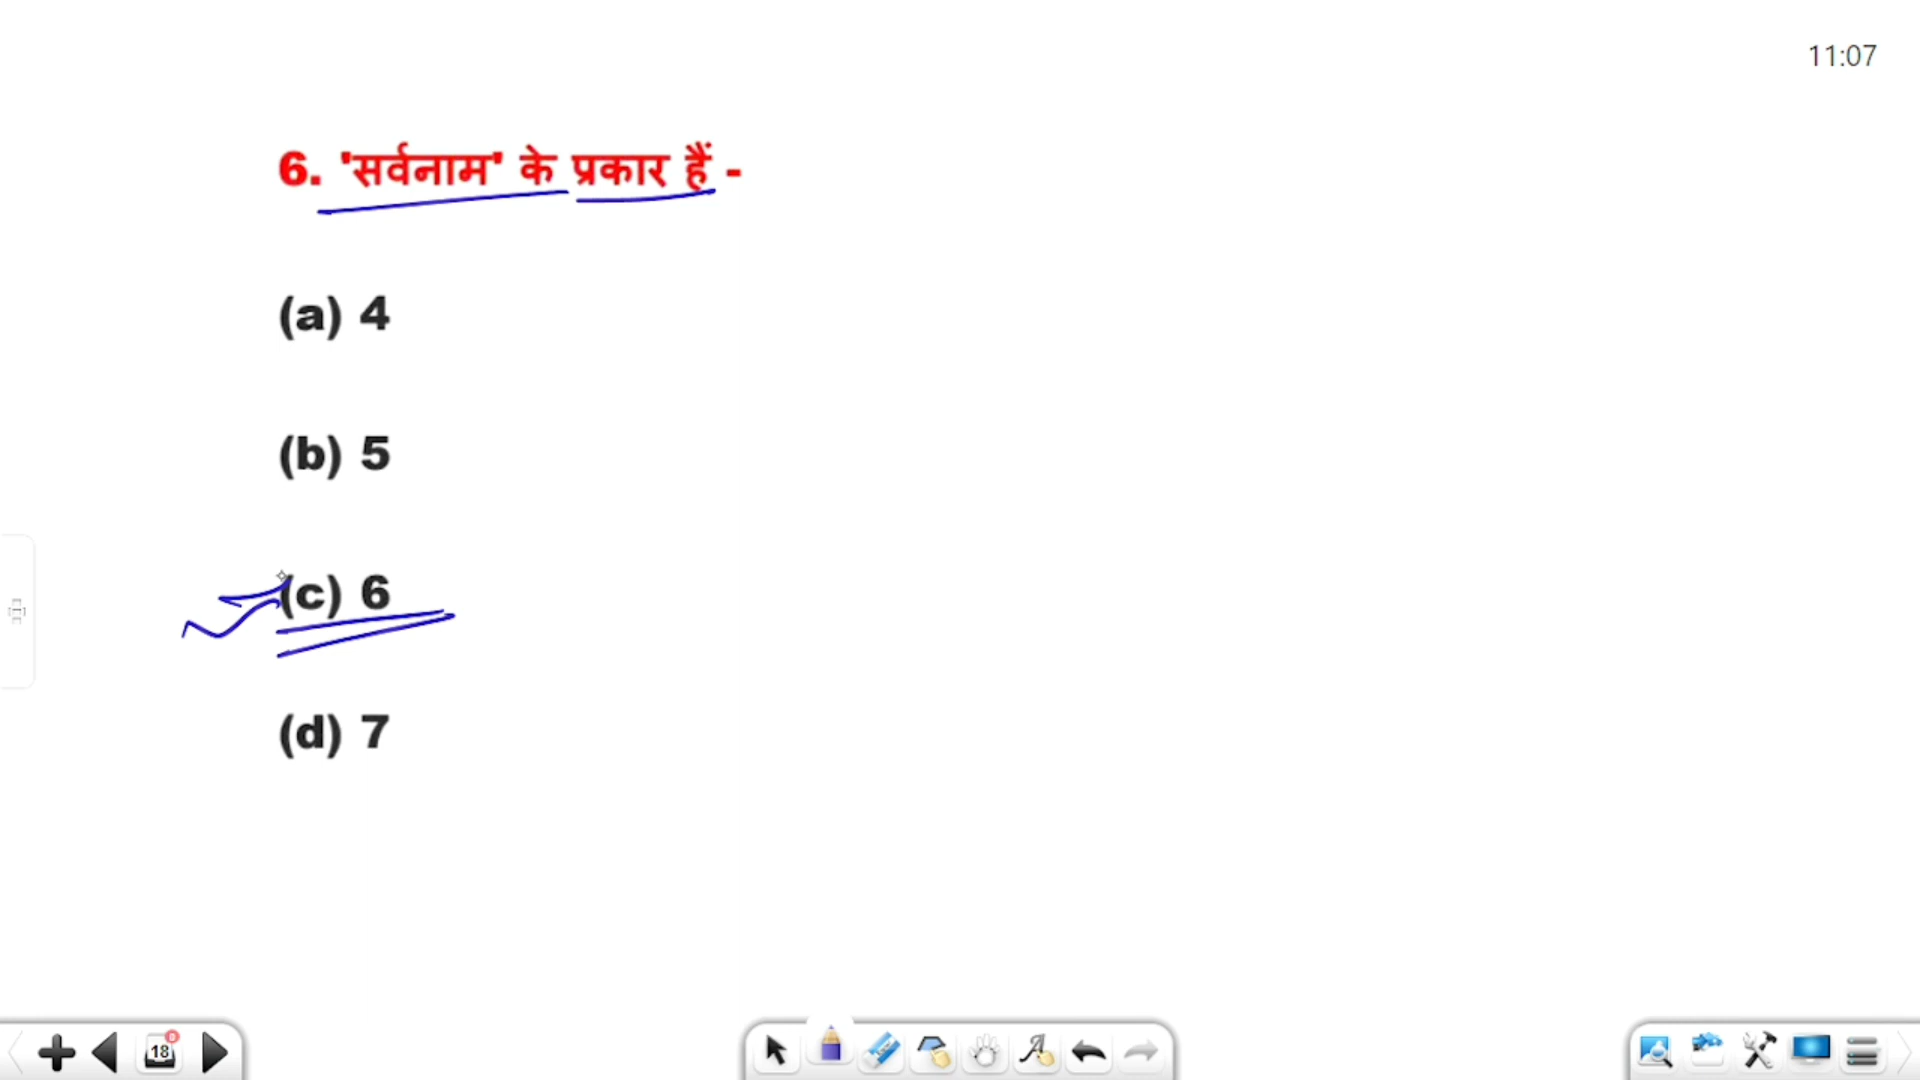 11:07
6. 'सर्वनाम' के प्रकार हैं -
(a) 4
(b) 5
(c) 6
(d) 7
18